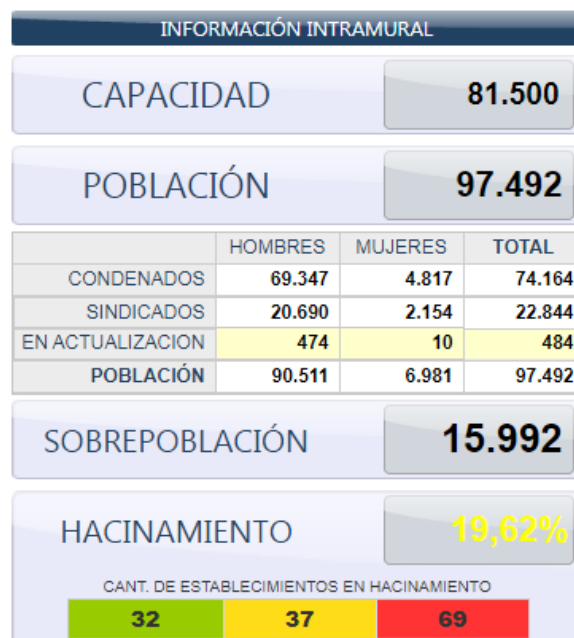 INFORMACIÓN INTRAMURAL
CAPACIDAD 81.500
POBLACIÓN 97.492
HOMBRES MUJERES TOTAL
CONDENADOS 69.347 4.817 74.164
SINDICADOS 20.690 2.154 22.844
EN ACTUALIZACION 474 10 484
POBLACIÓN 90.511 6.981 97.492
SOBREPOBLACIÓN 15.992
HACINAMIENTO 19,62%
CANT. DE ESTABLECIMIENTOS EN HACINAMIENTO
32 37 69